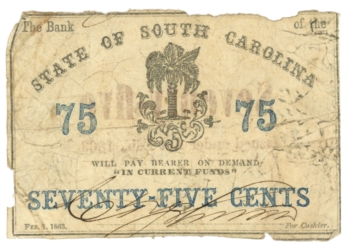 The Bank of the
STATE OF SOUTH CAROLINA
75 75
WILL PAY BEARER ON DEMAND
"IN CURRENT FUNDS"
SEVENTY-FIVE CENTS
FEB. 1, 1863. For Cashier.